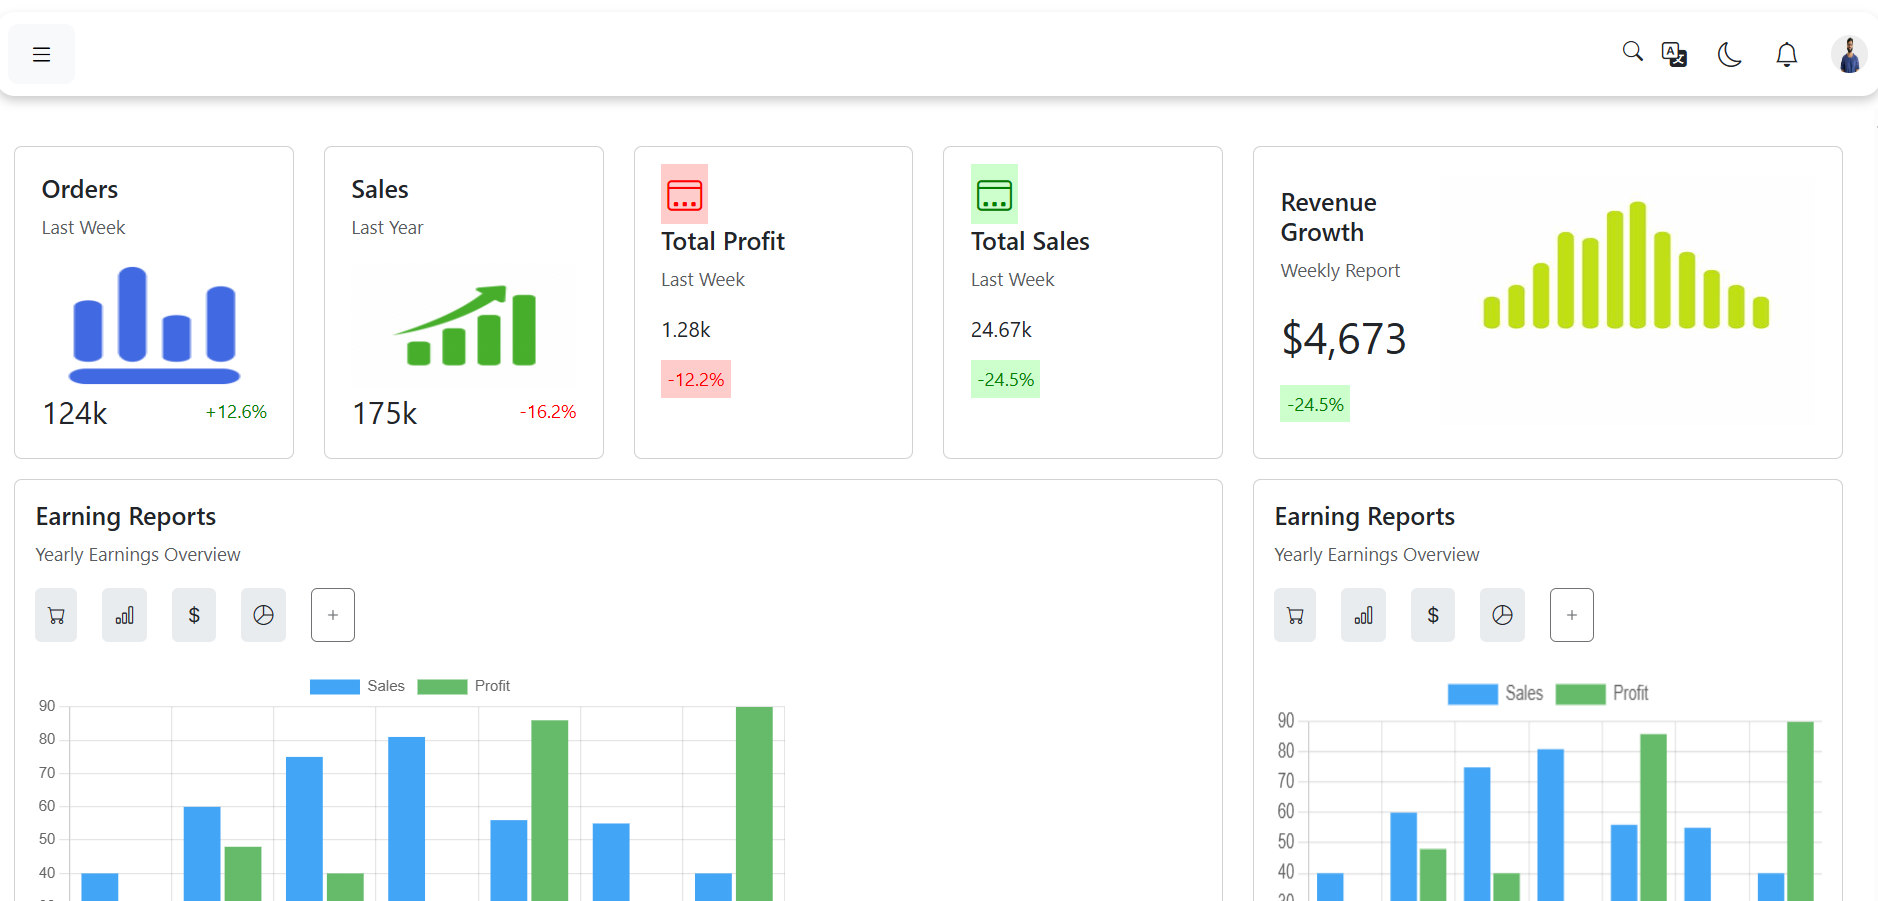 Orders
Last Week
124k
+12.6%
Sales
Last Year
175k
-16.2%
Total Profit
Last Week
1.28k
-12.2%
Total Sales
Last Week
24.67k
-24.5%
Revenue
Growth
Weekly Report
$4,673
-24.5%
Earning Reports
Yearly Earnings Overview
$
+
Sales Profit
90
80
70
60
50
40
Earning Reports
Yearly Earnings Overview
$
+
Sales Profit
90
80
70
60
50
40
30